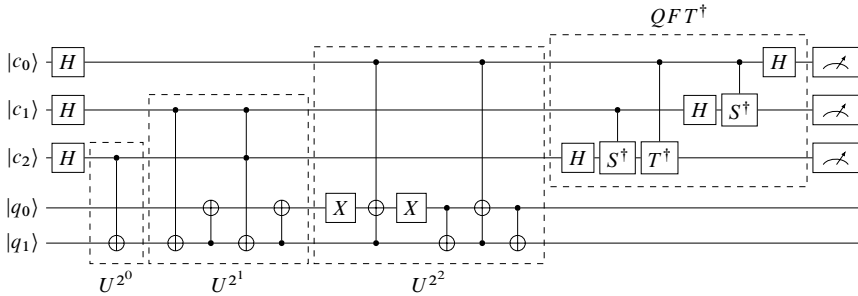 QFT†
|c₀⟩ H H
|c₁⟩ H H S†
|c₂⟩ H H S† T†
|q₀⟩ X X
|q₁⟩
U^{2^0} U^{2^1} U^{2^2}